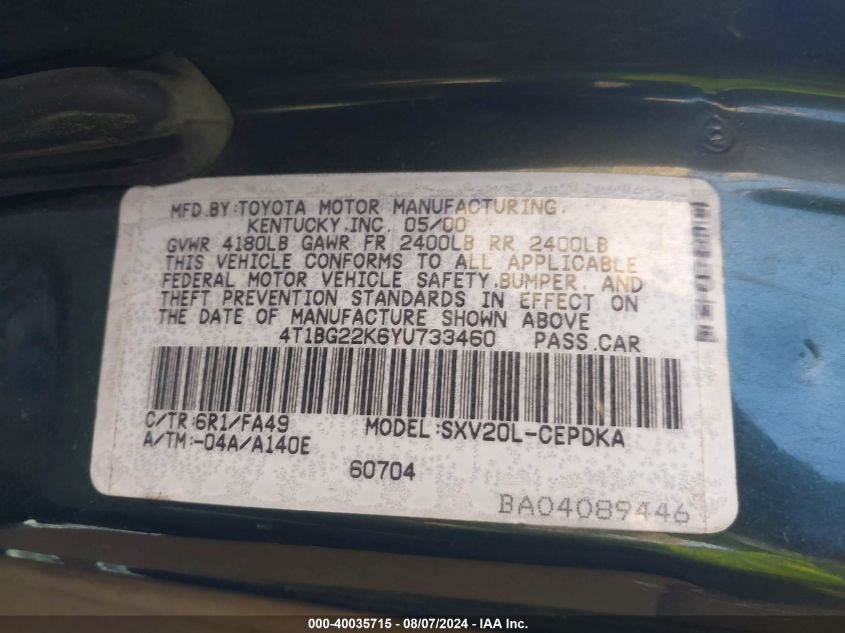 MFD.BY:TOYOTA MOTOR MANUFACTURING,
KENTUCKY,INC. 05/00
GVWR 4180LB GAWR FR 2400LB RR 2400LB
THIS VEHICLE CONFORMS TO ALL APPLICABLE
FEDERAL MOTOR VEHICLE SAFETY,BUMPER, AND
THEFT PREVENTION STANDARDS IN EFFECT ON
THE DATE OF MANUFACTURE SHOWN ABOVE
4T1BG22K6YU733460 PASS.CAR
C/TR:6R1/FA49 MODEL:SXV20L-CEPDKA
A/TM:-04A/A140E
60704
BA04089446
000-40035715 - 08/07/2024 - IAA Inc.